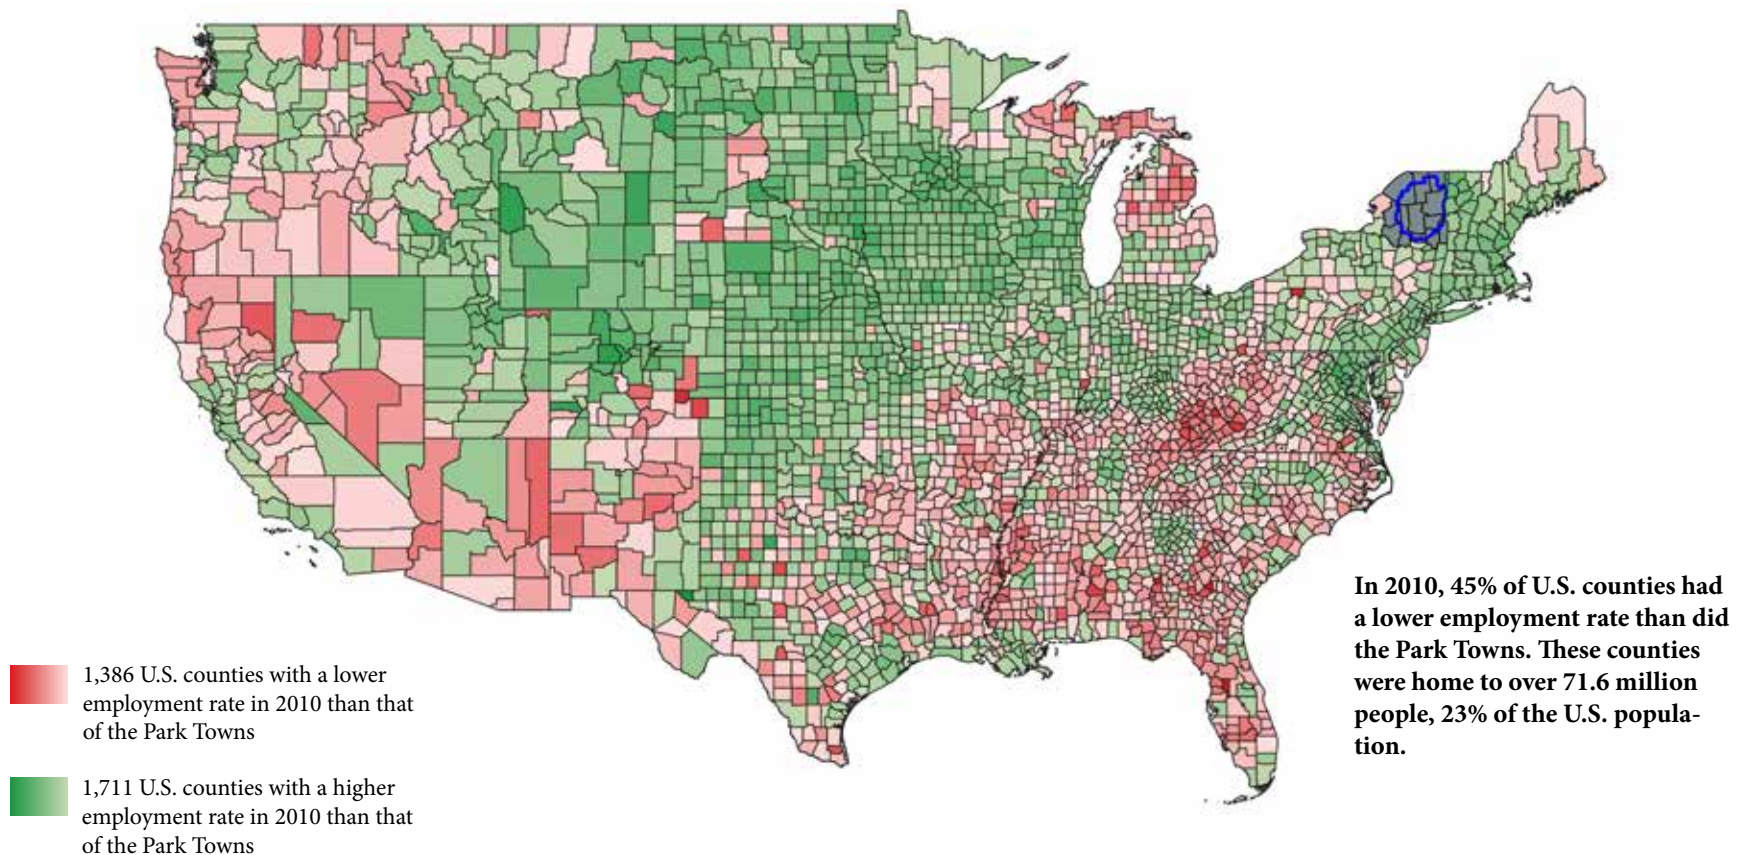 In 2010, 45% of U.S. counties had
a lower employment rate than did
the Park Towns. These counties
were home to over 71.6 million
people, 23% of the U.S. popula-
tion.
1,386 U.S. counties with a lower
employment rate in 2010 than that
of the Park Towns
1,711 U.S. counties with a higher
employment rate in 2010 than that
of the Park Towns